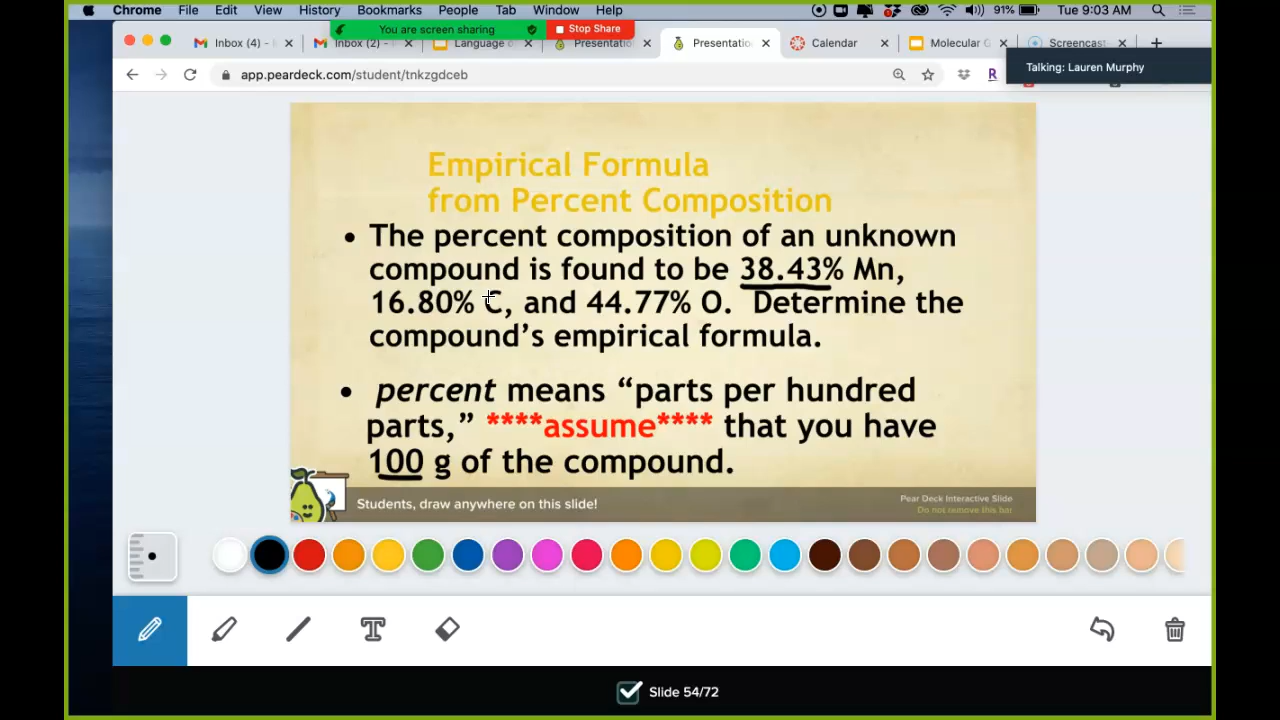 Chrome File Edit View History Bookmarks People Tab Window Help 91% Tue 9:03 AM
You are screen sharing Stop Share
Inbox (4) - Inbox (2) - Language o Presentatio Presentatio Calendar Molecular G Screencast
app.peardeck.com/student/tnkzgdceb
Talking: Lauren Murphy
Empirical Formula
from Percent Composition
• The percent composition of an unknown
compound is found to be 38.43% Mn,
16.80% C, and 44.77% O. Determine the
compound’s empirical formula.
• percent means “parts per hundred
parts,” ****assume**** that you have
100 g of the compound.
Students, draw anywhere on this slide!
Pear Deck Interactive Slide
Do not remove this bar
Slide 54/72